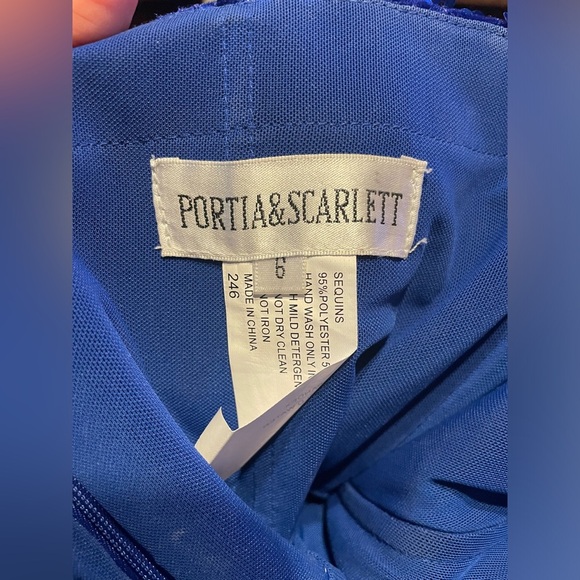 PORTIA&SCARLETT
6
SEQUINS
95%POLYESTER 5
HAND WASH ONLY
MILD
NOT DRY CLEAN
NOT IRON
MADE IN CHINA
246